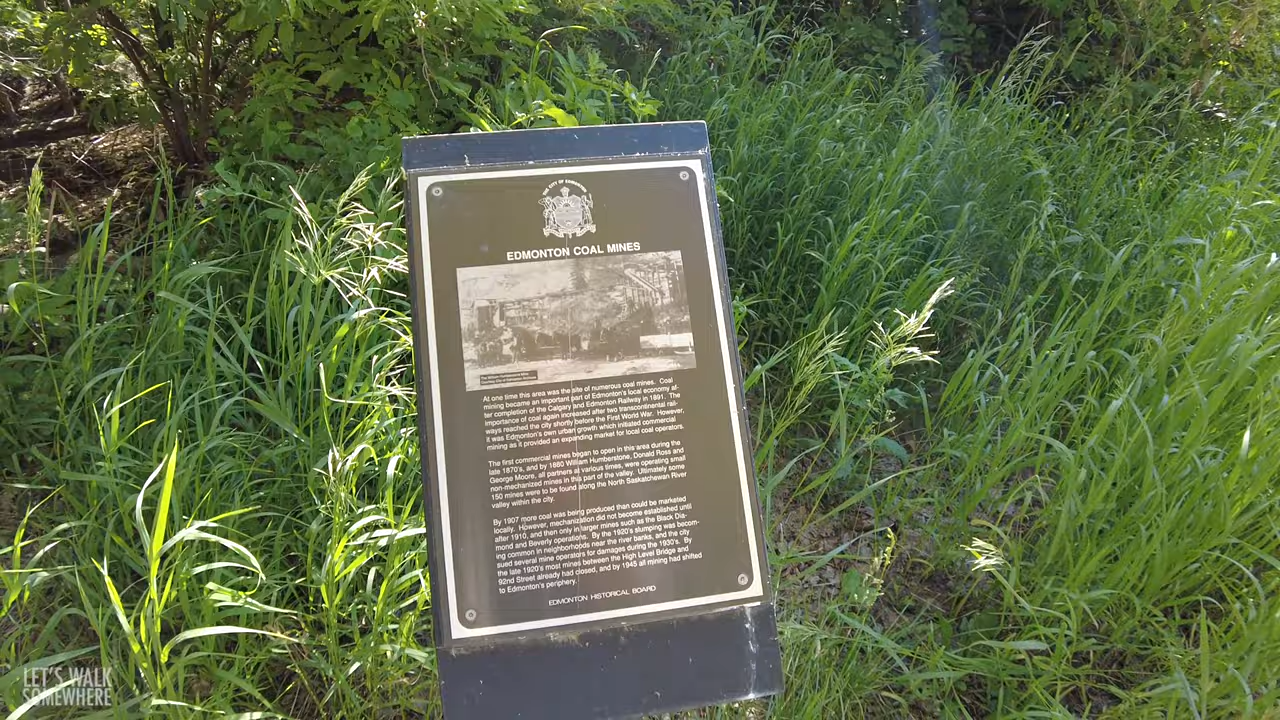 THE CITY OF EDMONTON
EDMONTON COAL MINES
The William Humberstone Mine
Courtesy City of Edmonton Archives
At one time this area was the site of numerous coal mines. Coal
mining became an important part of Edmonton's local economy af-
ter completion of the Calgary and Edmonton Railway in 1891. The
importance of coal again increased after two transcontinental rail-
ways reached the city shortly before the First World War. However,
it was Edmonton's own urban growth which initiated commercial
mining as it provided an expanding market for local coal operators.
The first commercial mines began to open in this area during the
late 1870's, and by 1880 William Humberstone, Donald Ross and
George Moore, all partners at various times, were operating small
non-mechanized mines in this part of the valley. Ultimately some
150 mines were to be found along the North Saskatchewan River
valley within the city.
By 1907 more coal was being produced than could be marketed
locally. However, mechanization did not become established until
after 1910, and then only in larger mines such as the Black Dia-
mond and Beverly operations. By the 1920's slumping was becom-
ing common in neighborhoods near the river banks, and the city
sued several mine operators for damages during the 1930's. By
the late 1920's most mines between the High Level Bridge and
92nd Street already had closed, and by 1945 all mining had shifted
to Edmonton's periphery.
EDMONTON HISTORICAL BOARD
LET'S WALK
SOMEWHERE